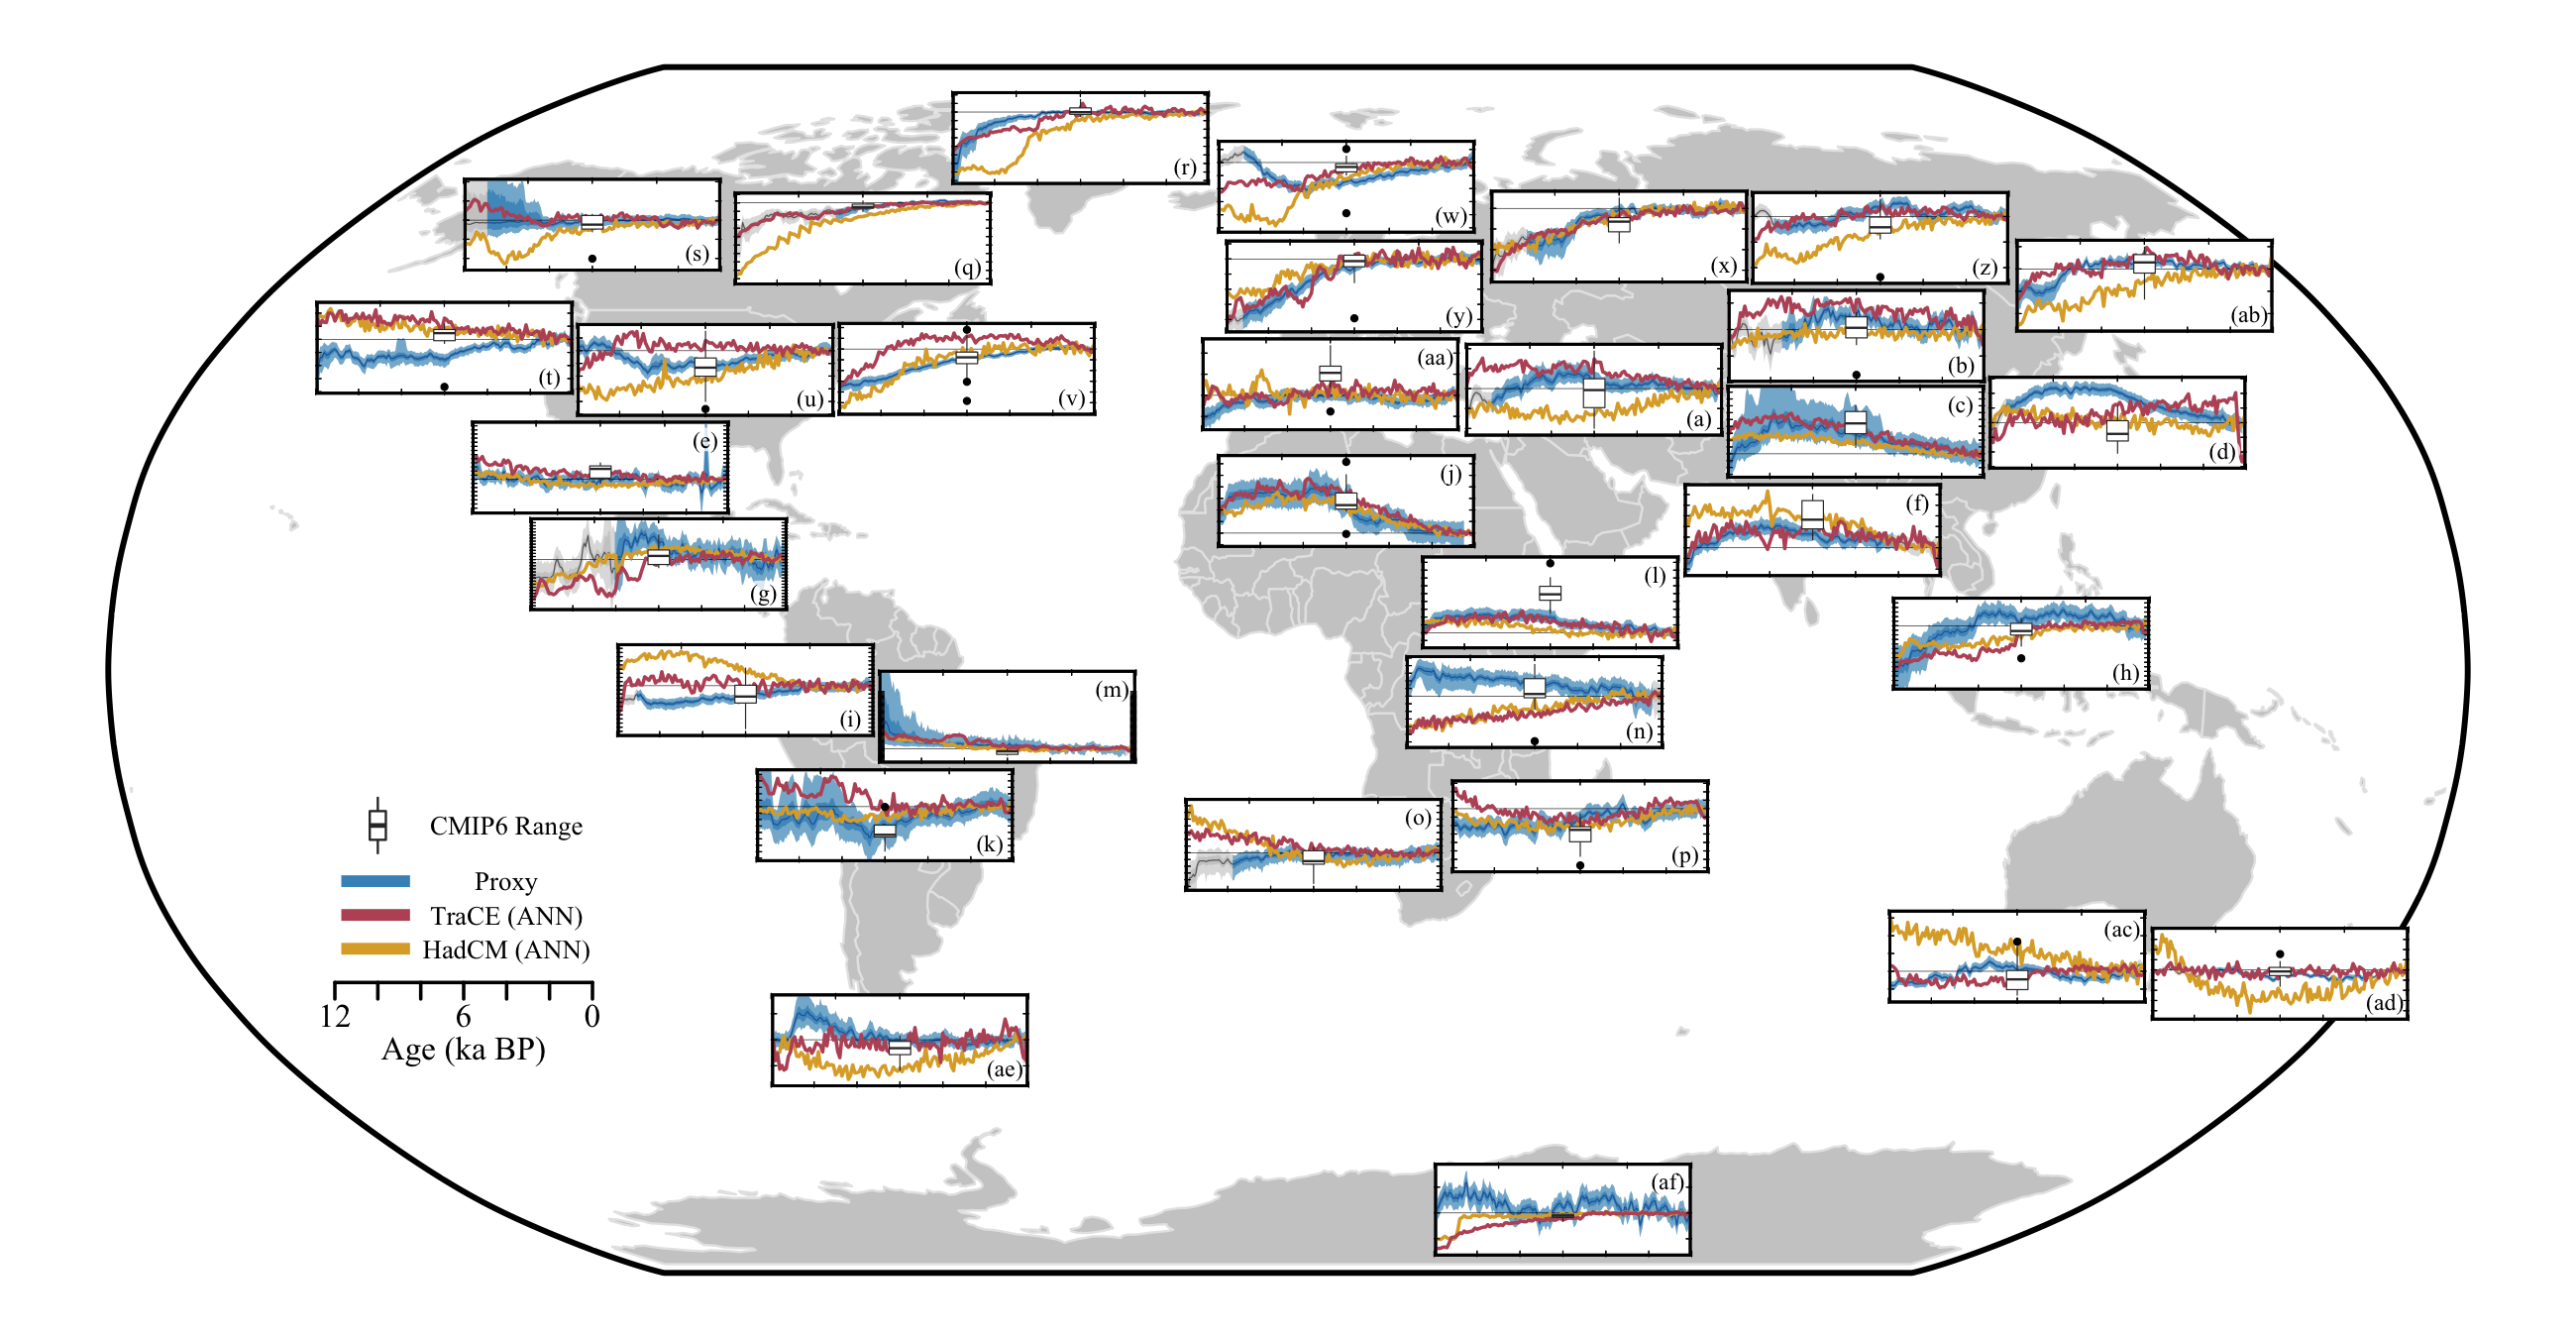 (r)
(w)
(s)
(q)
(x)
(z)
(ab)
(y)
(t)
(u)
(v)
(aa)
(a)
(b)
(c)
(d)
(e)
(j)
(f)
(g)
(l)
(h)
(i)
(m)
(n)
(k)
(o)
(p)
CMIP6 Range
Proxy
TraCE (ANN)
HadCM (ANN)
12 6 0
Age (ka BP)
(ac)
(ad)
(ae)
(af)